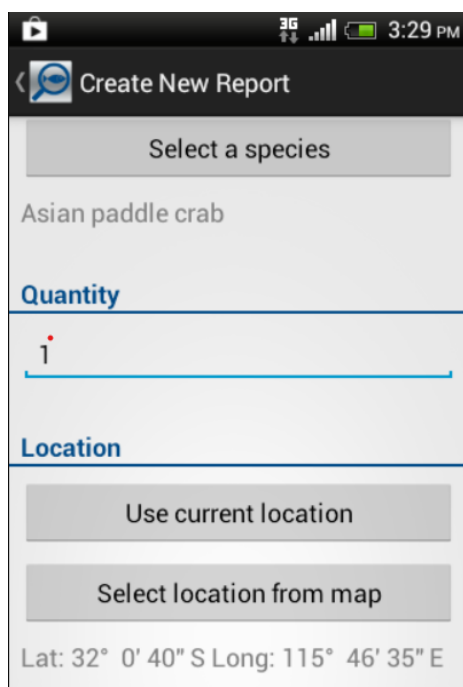 3G 3:29 PM
Create New Report
Select a species
Asian paddle crab
Quantity
1
Location
Use current location
Select location from map
Lat: 32° 0' 40" S Long: 115° 46' 35" E